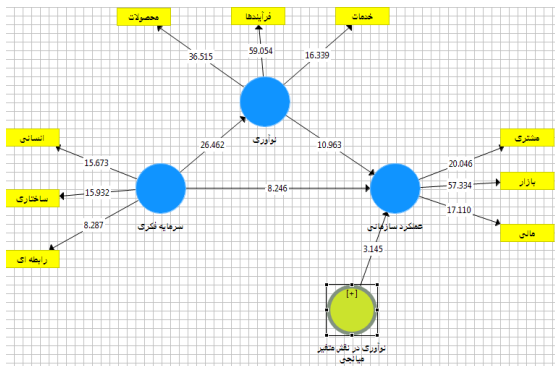 محصولات
فرآیندها
خدمات
36.515
59.054
16.339
نوآوری
انسانی
ساختاری
رابطه ای
15.673
15.932
8.287
26.462
10.963
8.246
سرمایه فکری
عملکرد سازمانی
مشتری
بازار
مالی
20.046
57.334
17.110
3.145
[+]
نوآوری در نقش متغیر
میانجی